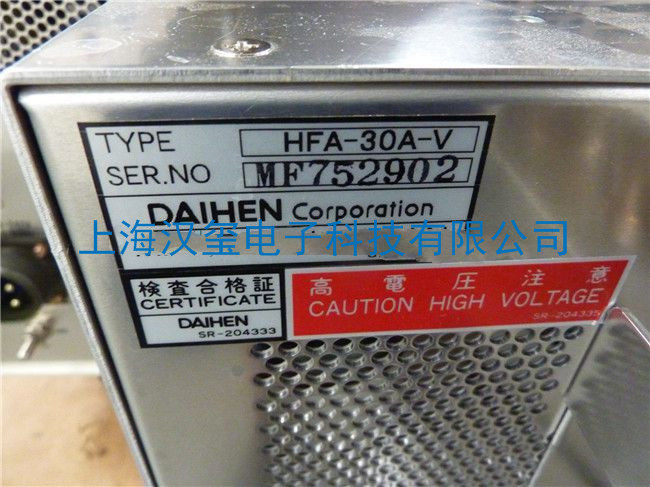 TYPE HFA-30A-V
SER.NO MF752902
DAIHEN Corporation
上海汉玺电子科技有限公司
検査合格証
CERTIFICATE
DAIHEN
SR-204333
高電圧注意
CAUTION HIGH VOLTAGE
SR-204335